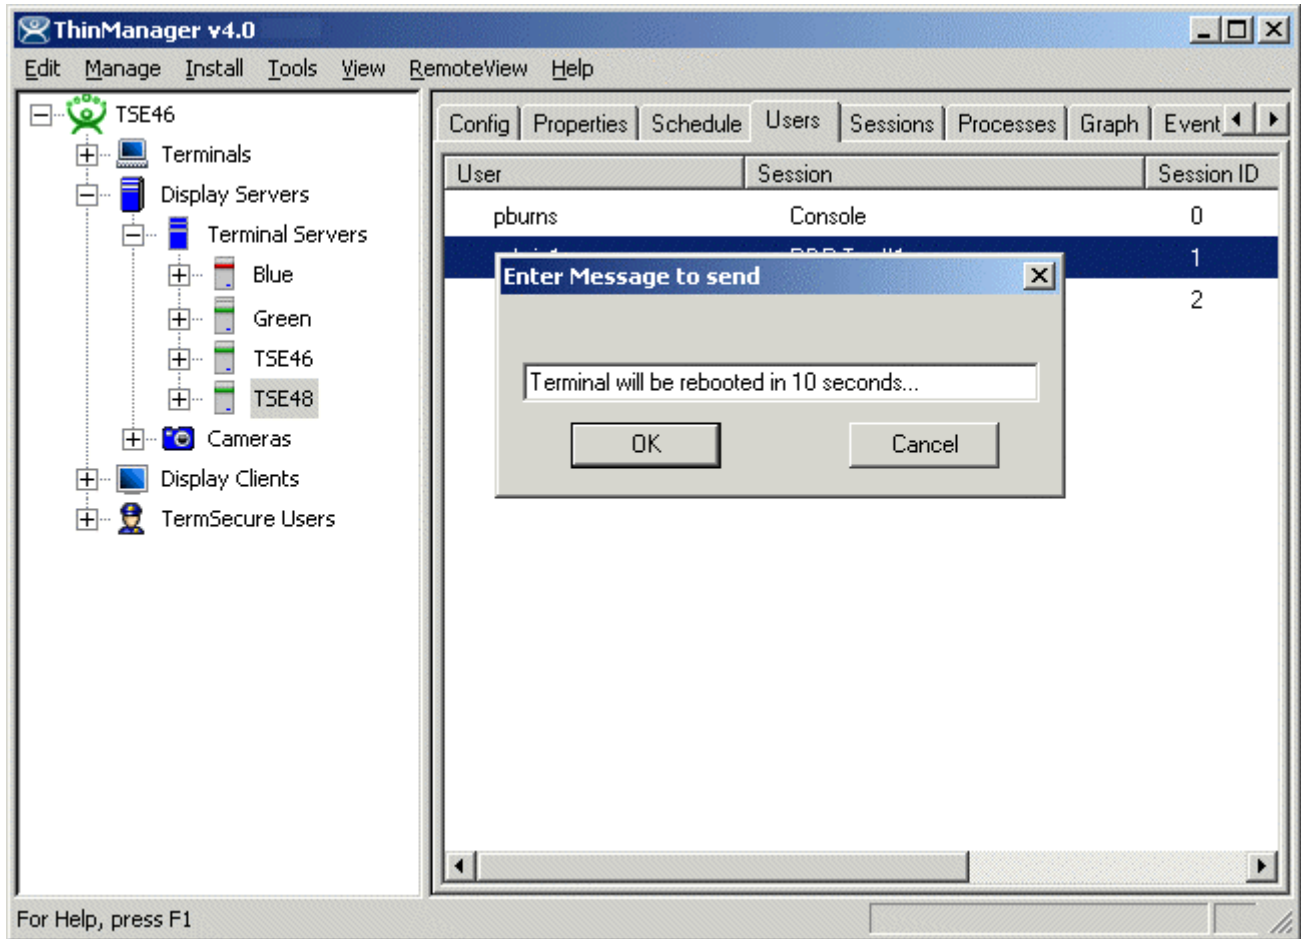 ThinManager v4.0
Edit Manage Install Tools View RemoteView Help
TSE46
Terminals
Display Servers
Terminal Servers
Blue
Green
TSE46
TSE48
Cameras
Display Clients
TermSecure Users
Config Properties Schedule Users Sessions Processes Graph Event
User Session Session ID
pburns Console 0
1
2
Enter Message to send
Terminal will be rebooted in 10 seconds...
OK Cancel
For Help, press F1